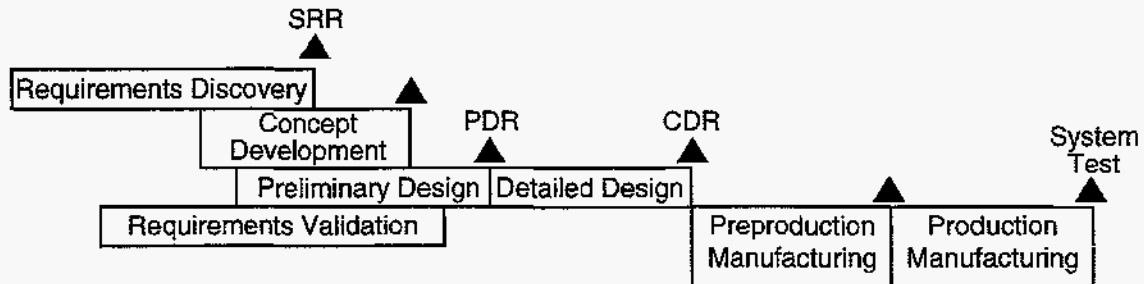 SRR
Requirements Discovery
Concept
Development
PDR
CDR
System
Test
Preliminary Design
Detailed Design
Requirements Validation
Preproduction
Manufacturing
Production
Manufacturing